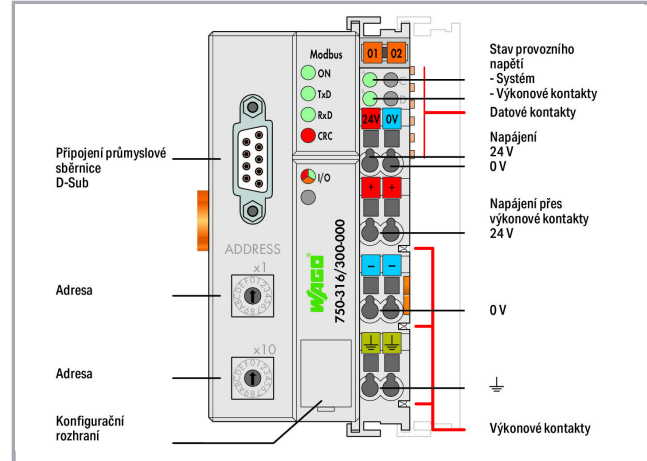 Připojení průmyslové
sběrnice
D-Sub
Adresa
Adresa
Konfigurační
rozhraní
ADDRESS
x1
x10
Modbus
ON
TxD
RxD
CRC
I/O
WAGO
750-316/300-000
01 02
C
24V 0V
+ +
– –
Stav provozního
napětí
- Systém
- Výkonové kontakty
Datové kontakty
Napájení
24 V
0 V
Napájení přes
výkonové kontakty
24 V
0 V
Výkonové kontakty